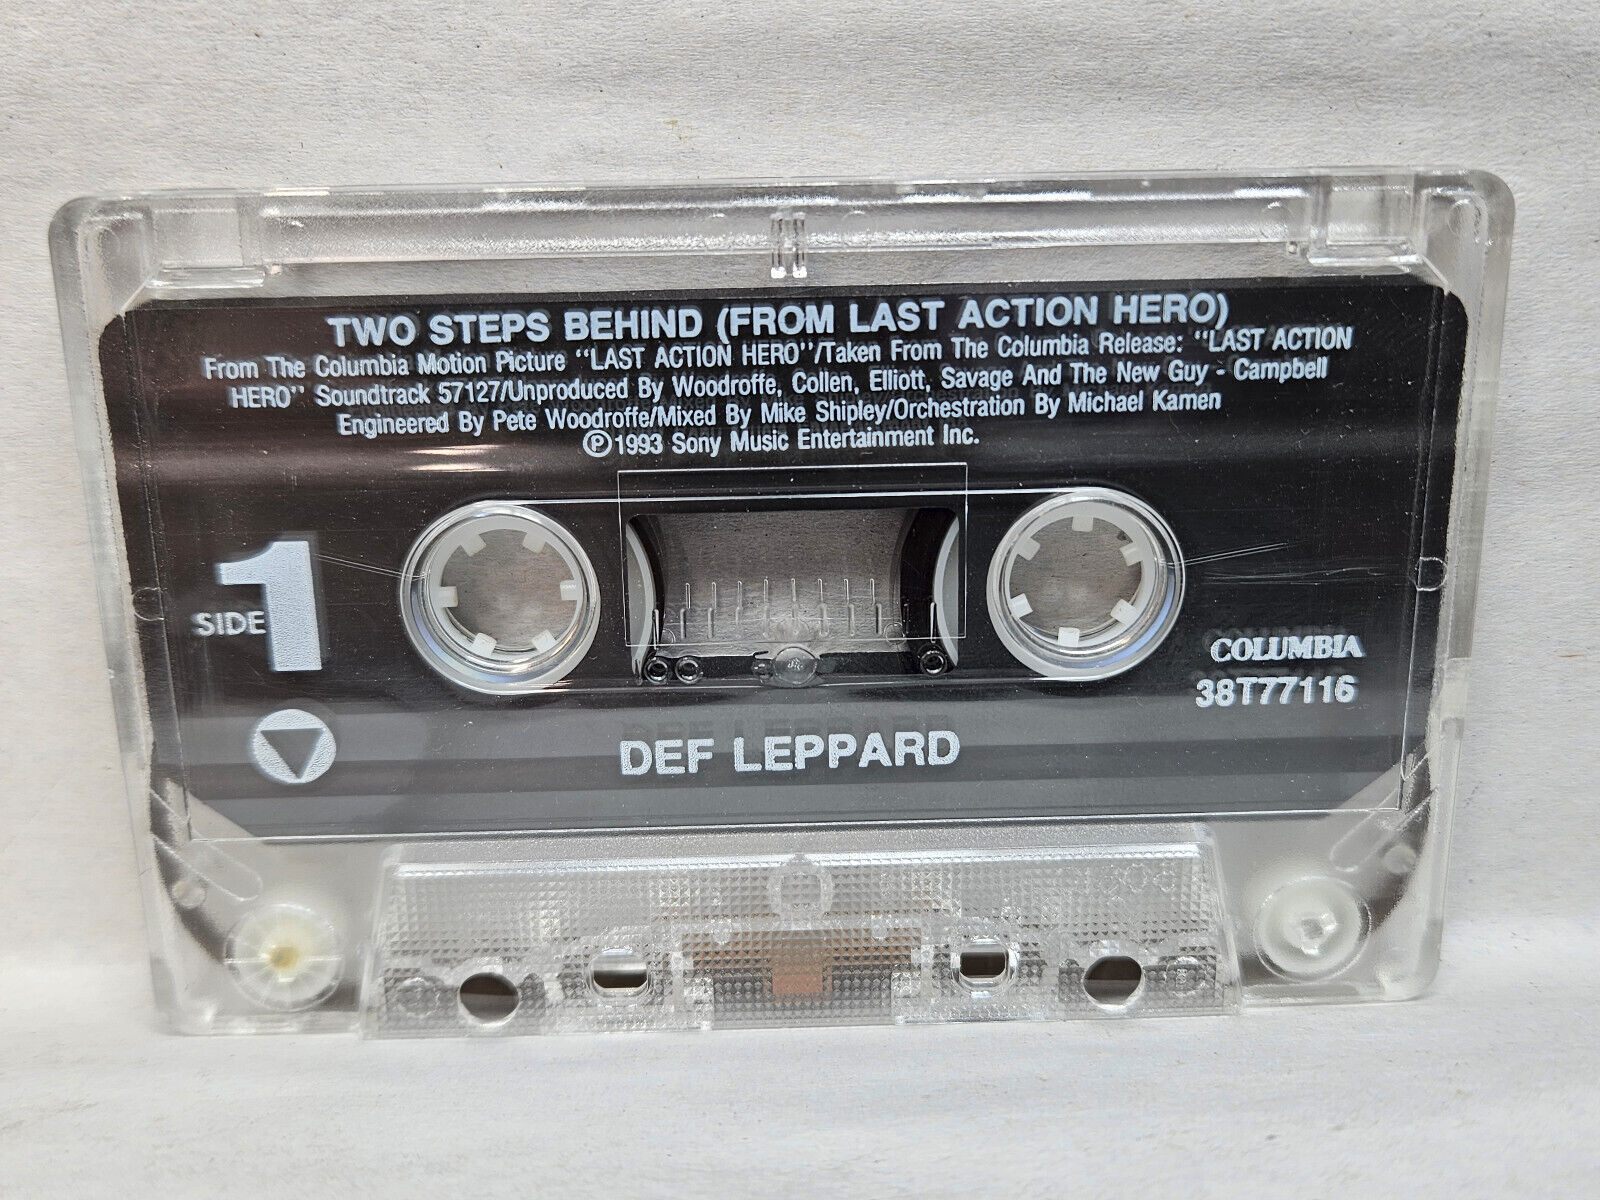 TWO STEPS BEHIND (FROM LAST ACTION HERO)
From The Columbia Motion Picture "LAST ACTION HERO"/Taken From The Columbia Release: "LAST ACTION
HERO" Soundtrack 57127/Unproduced By Woodroffe, Collen, Elliott, Savage And The New Guy - Campbell
Engineered By Pete Woodroffe/Mixed By Mike Shipley/Orchestration By Michael Kamen
℗1993 Sony Music Entertainment Inc.
SIDE 1
COLUMBIA
38T77116
DEF LEPPARD